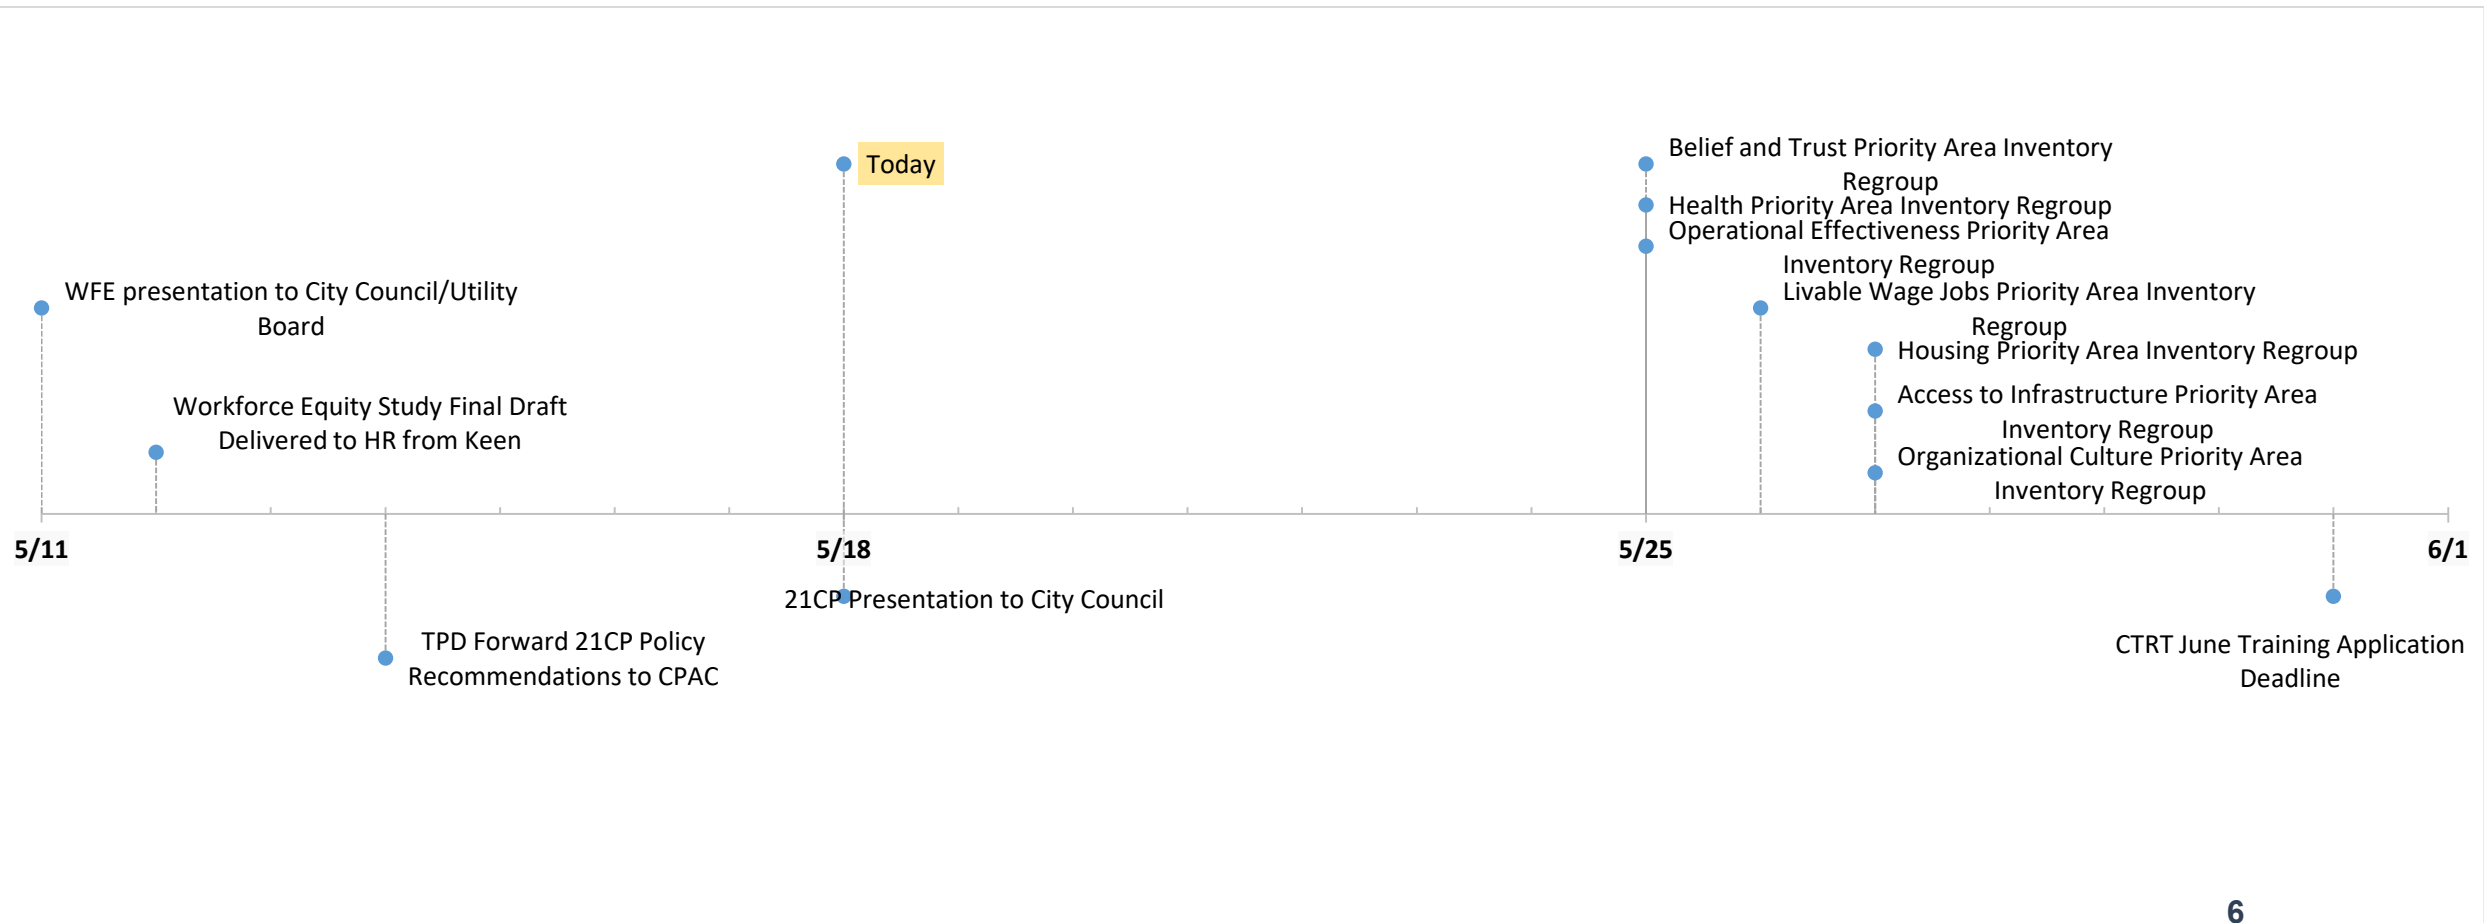 Today
Belief and Trust Priority Area Inventory
Regroup
Health Priority Area Inventory Regroup
Operational Effectiveness Priority Area
Inventory Regroup
WFE presentation to City Council/Utility
Board
Livable Wage Jobs Priority Area Inventory
Regroup
Housing Priority Area Inventory Regroup
Workforce Equity Study Final Draft
Delivered to HR from Keen
Access to Infrastructure Priority Area
Inventory Regroup
Organizational Culture Priority Area
Inventory Regroup
5/11
5/18
5/25
6/1
21CP Presentation to City Council
TPD Forward 21CP Policy
Recommendations to CPAC
CTRT June Training Application
Deadline
6